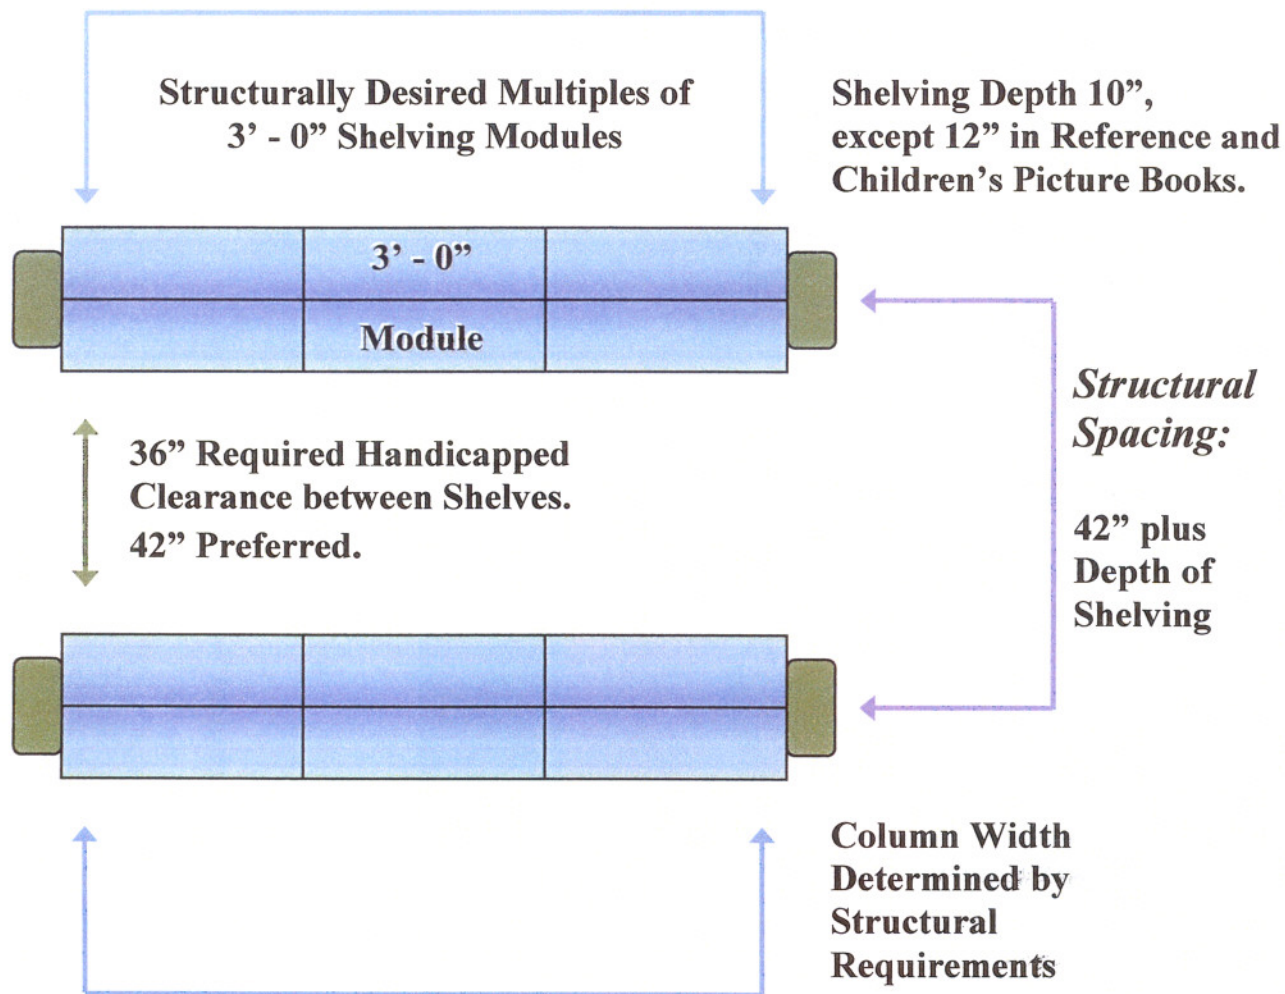 Structurally Desired Multiples of
3’ - 0” Shelving Modules
Shelving Depth 10”,
except 12” in Reference and
Children’s Picture Books.
3’ - 0”
Module
36” Required Handicapped
Clearance between Shelves.
42” Preferred.
Structural
Spacing:
42” plus
Depth of
Shelving
Column Width
Determined by
Structural
Requirements